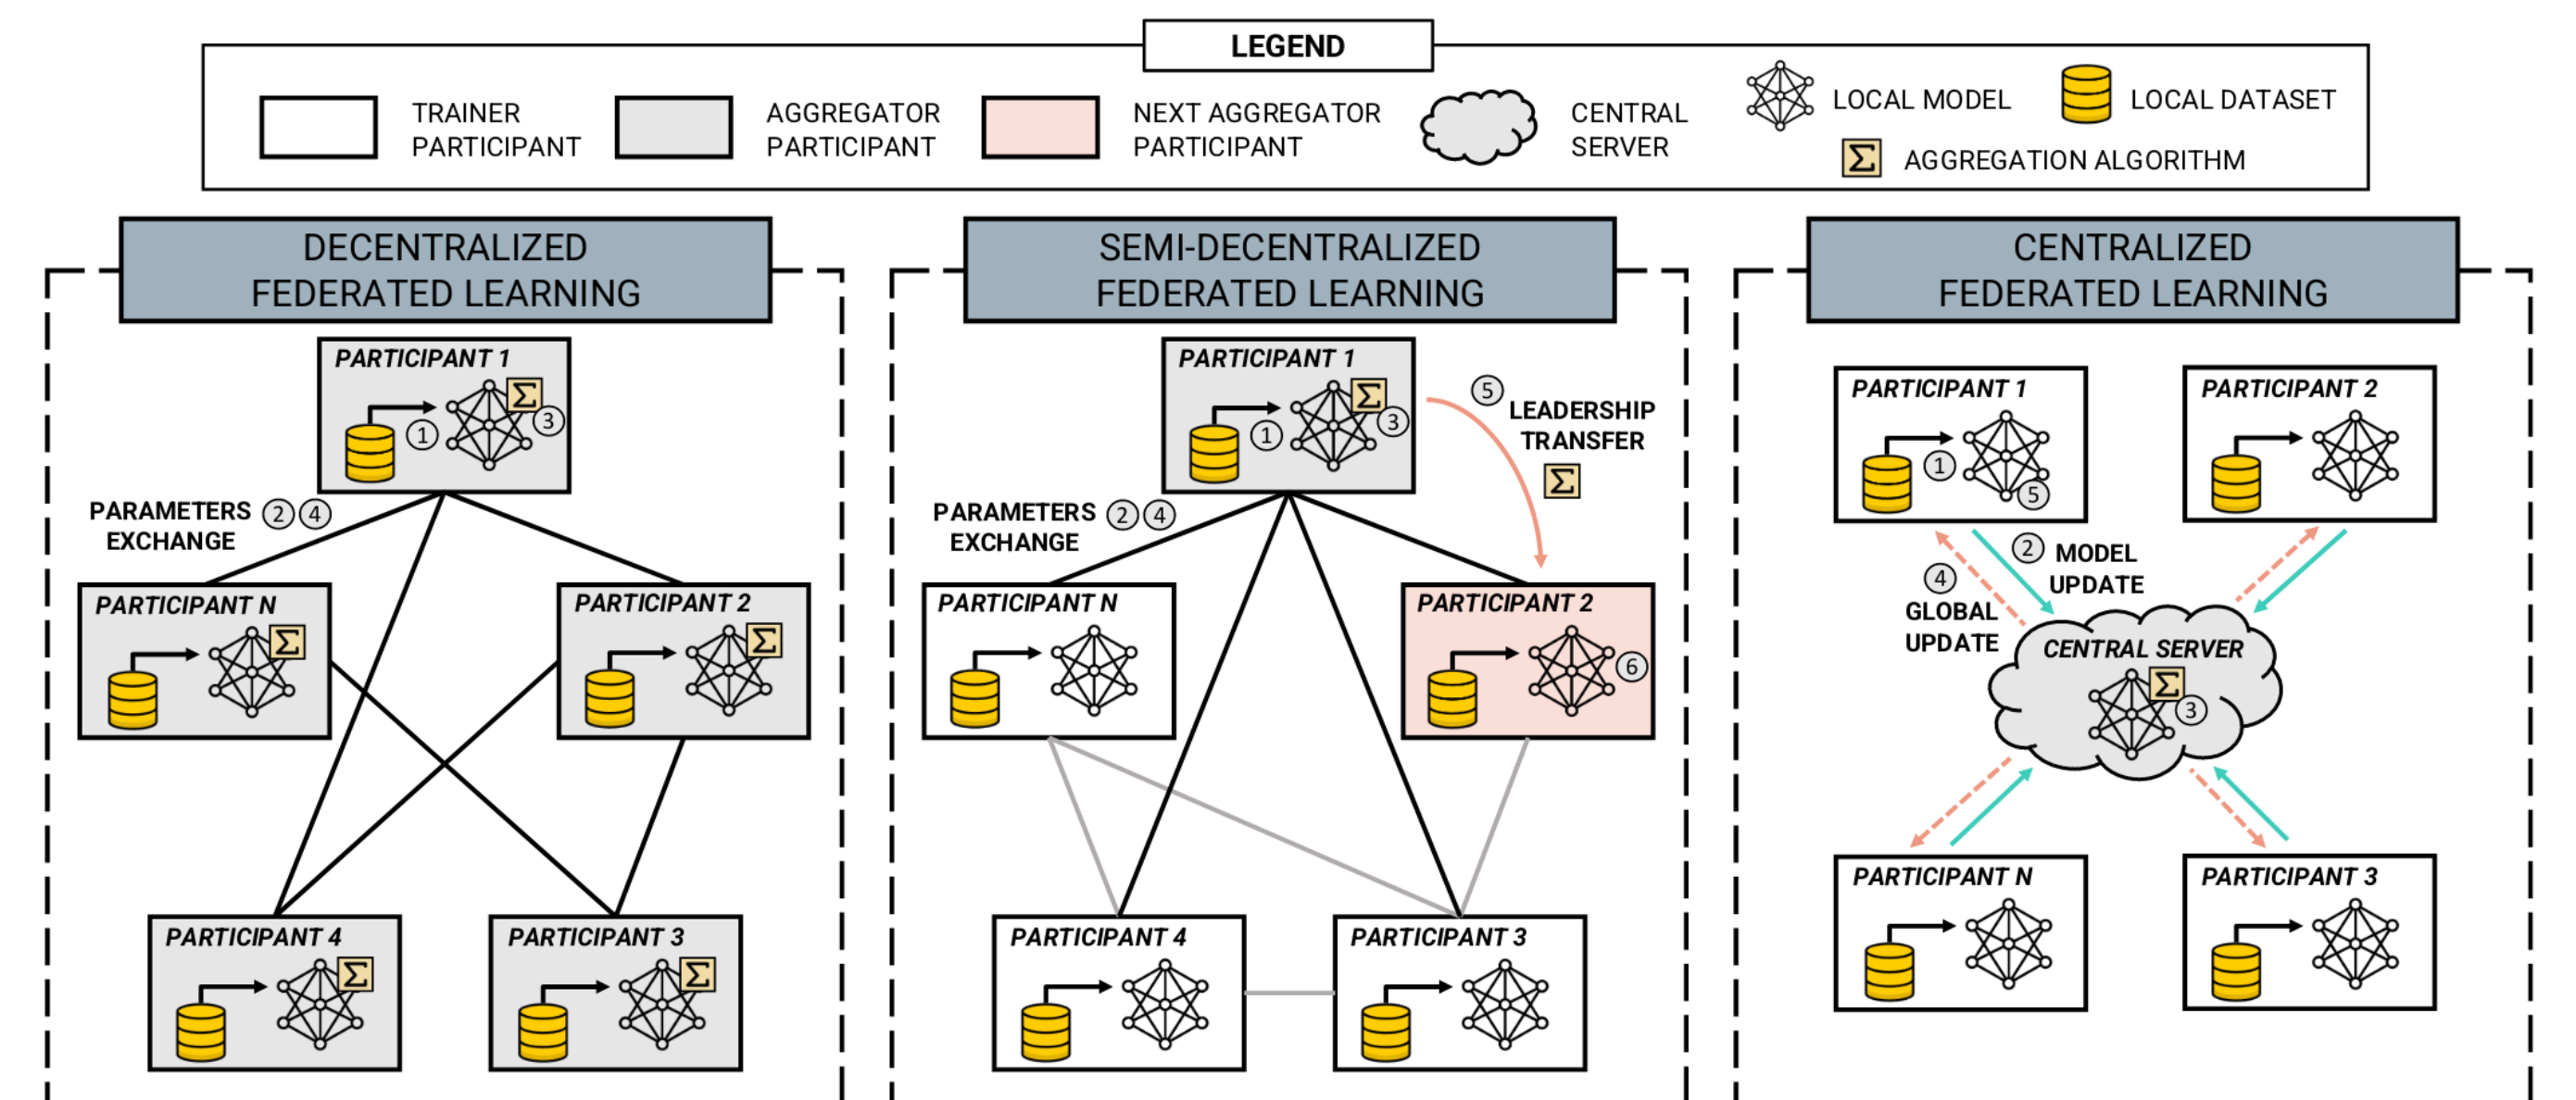 LEGEND
TRAINER
PARTICIPANT
AGGREGATOR
PARTICIPANT
NEXT AGGREGATOR
PARTICIPANT
CENTRAL
SERVER
LOCAL MODEL
LOCAL DATASET
Σ
AGGREGATION ALGORITHM
DECENTRALIZED
FEDERATED LEARNING
PARTICIPANT 1
Σ
1
3
PARAMETERS
EXCHANGE
2 4
PARTICIPANT N
Σ
PARTICIPANT 2
Σ
PARTICIPANT 4
Σ
PARTICIPANT 3
Σ
SEMI-DECENTRALIZED
FEDERATED LEARNING
PARTICIPANT 1
Σ
1
3
5
LEADERSHIP
TRANSFER
Σ
PARAMETERS
EXCHANGE
2 4
PARTICIPANT N
PARTICIPANT 2
6
PARTICIPANT 4
PARTICIPANT 3
CENTRALIZED
FEDERATED LEARNING
PARTICIPANT 1
1
5
PARTICIPANT 2
2
MODEL
UPDATE
4
GLOBAL
UPDATE
CENTRAL SERVER
Σ
3
PARTICIPANT N
PARTICIPANT 3